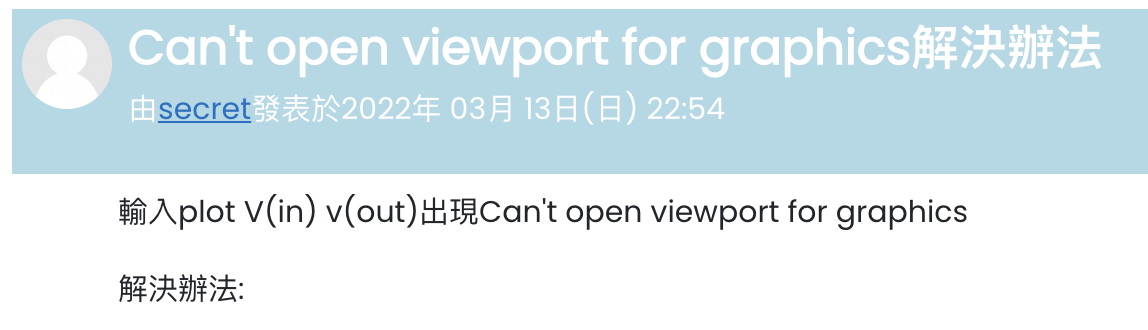 Can't open viewport for graphics解決辦法
由secret發表於2022年 03月 13日(日) 22:54
輸入plot V(in) v(out)出現Can't open viewport for graphics
解決辦法: